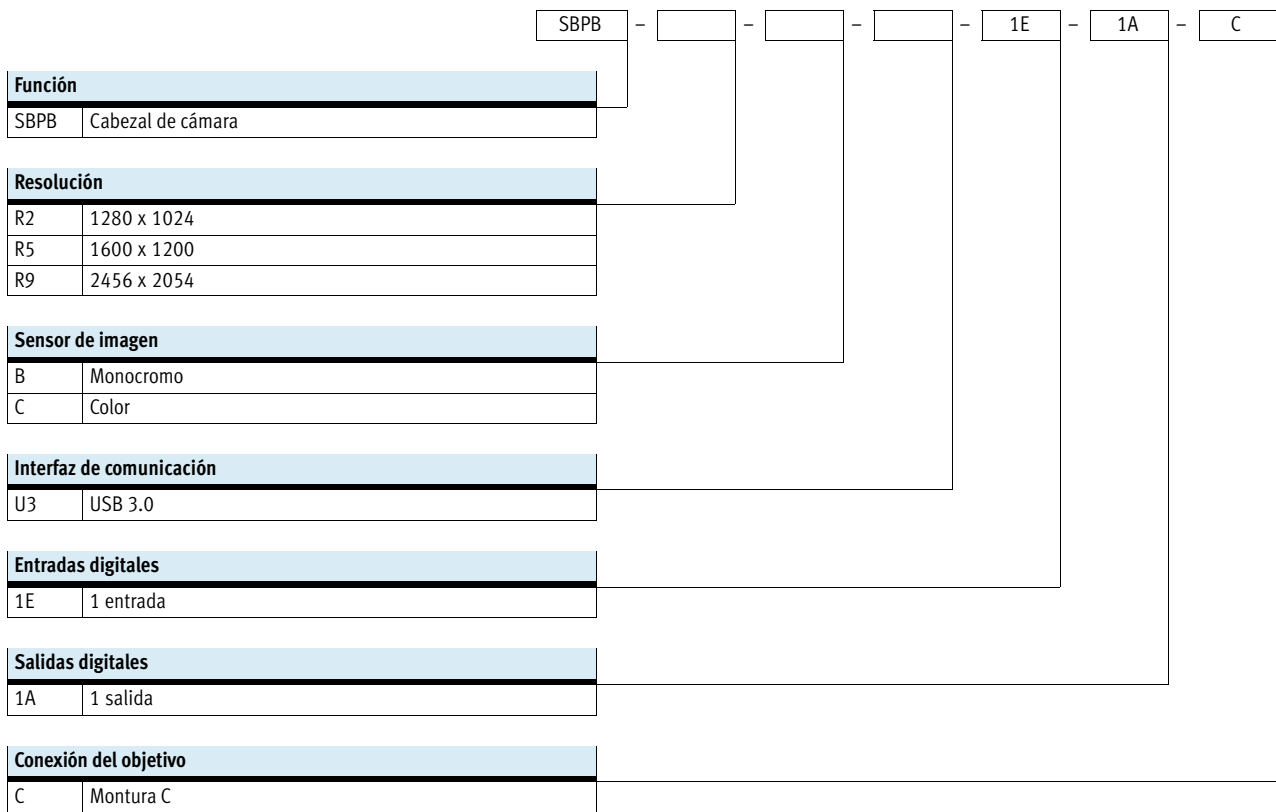 SBPB – – – – 1E – 1A – C
Función
SBPB Cabezal de cámara
Resolución
R2 1280 x 1024
R5 1600 x 1200
R9 2456 x 2054
Sensor de imagen
B Monocromo
C Color
Interfaz de comunicación
U3 USB 3.0
Entradas digitales
1E 1 entrada
Salidas digitales
1A 1 salida
Conexión del objetivo
C Montura C